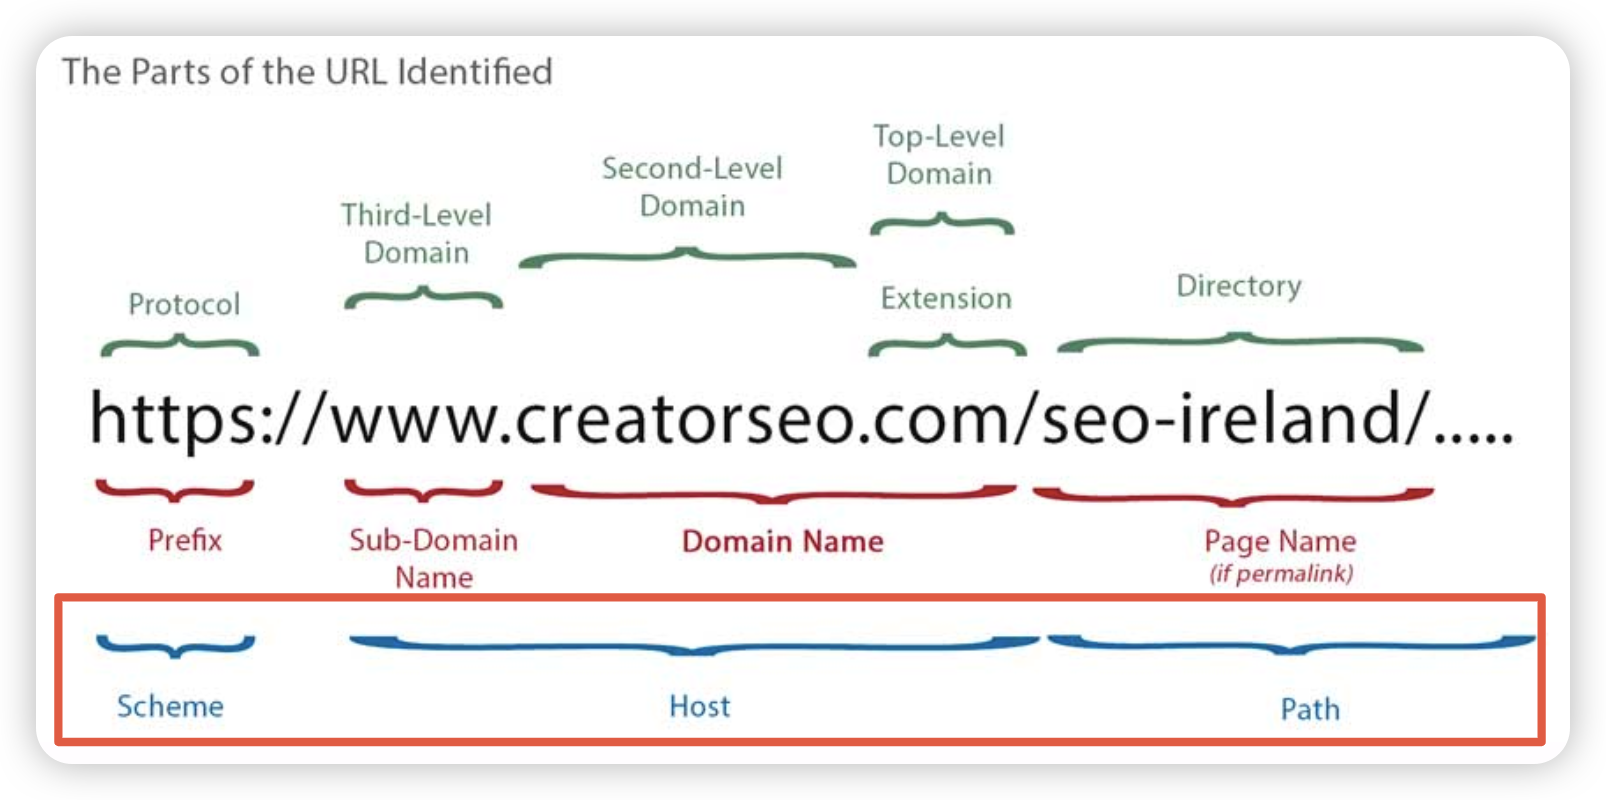 The Parts of the URL Identified
Top-Level
Domain
Second-Level
Domain
Third-Level
Domain
Protocol
Extension
Directory
https://www.creatorseo.com/seo-ireland/.....
Prefix
Sub-Domain
Name
Domain Name
Page Name
(if permalink)
Scheme
Host
Path